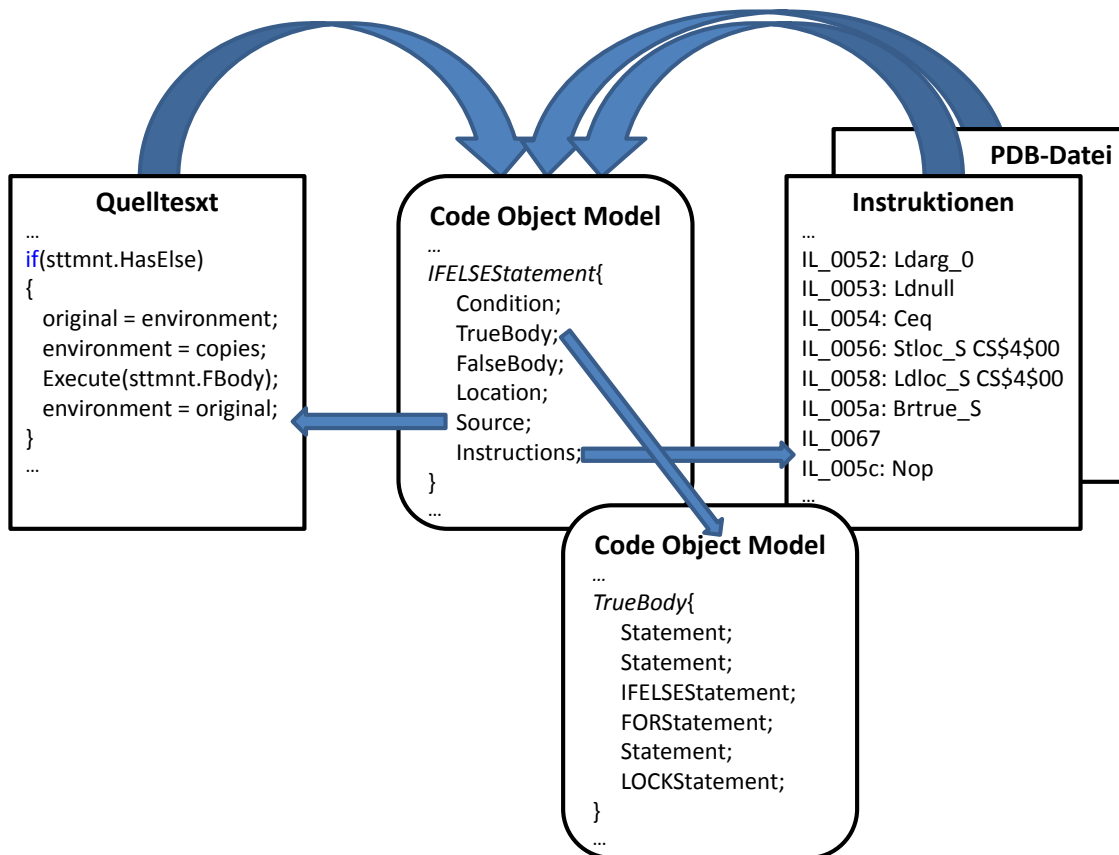 PDB-Datei
Quelltesxt
...
if(sttmnt.HasElse)
{
original = environment;
environment = copies;
Execute(sttmnt.FBody);
environment = original;
}
...
Code Object Model
...
IFELSEStatement{
Condition;
TrueBody;
FalseBody;
Location;
Source;
Instructions;
}
...
Instruktionen
...
IL_0052: Ldarg_0
IL_0053: Ldnull
IL_0054: Ceq
IL_0056: Stloc_S CS$4$00
IL_0058: Ldloc_S CS$4$00
IL_005a: Brtrue_S
IL_0067
IL_005c: Nop
...
Code Object Model
...
TrueBody{
Statement;
Statement;
IFELSEStatement;
FORStatement;
Statement;
LOCKStatement;
}
...